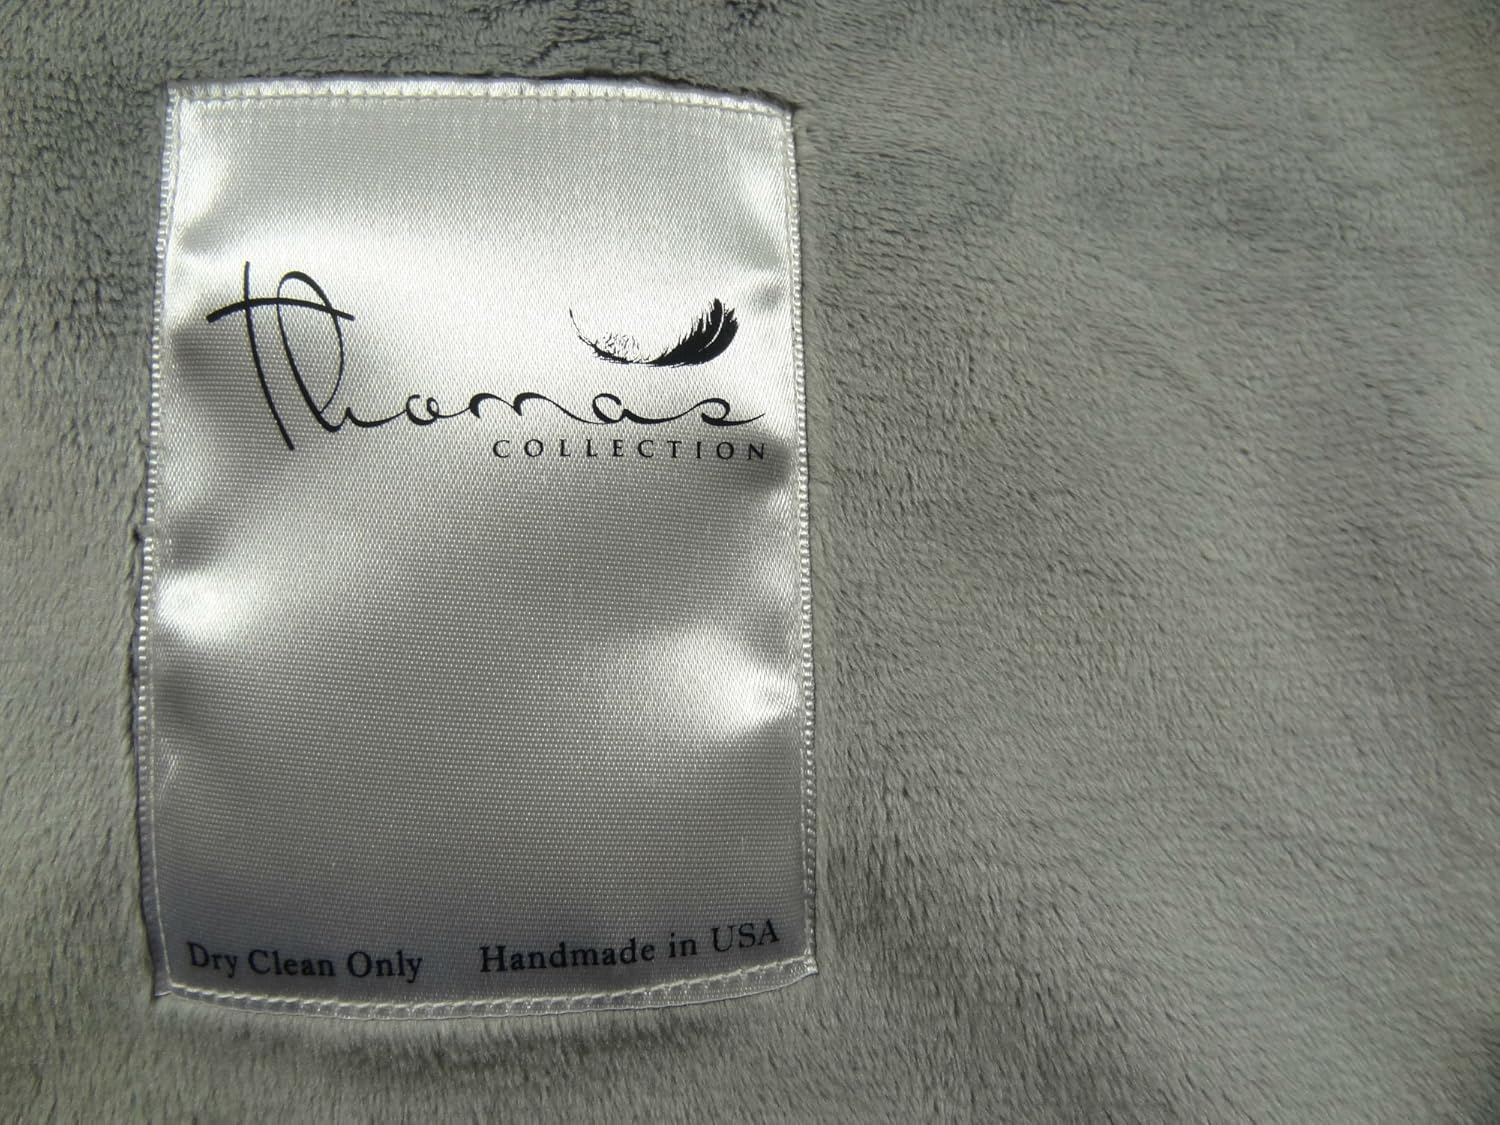 Thomas
COLLECTION
Dry Clean Only Handmade in USA